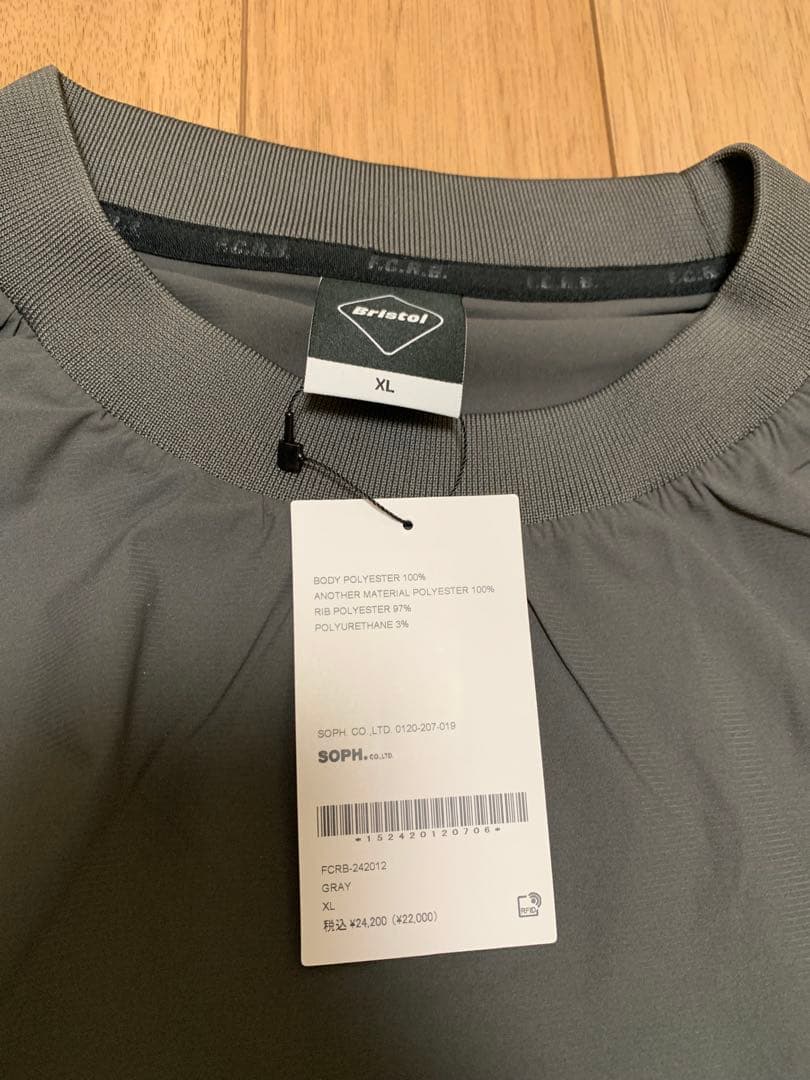 F.C.R.B. F.C.R.B. F.C.R.B. F.C.R.
Bristol
XL
BODY POLYESTER 100%
ANOTHER MATERIAL POLYESTER 100%
RIB POLYESTER 97%
POLYURETHANE 3%
SOPH. CO.,LTD. 0120-207-019
SOPH. CO.,LTD.
*152420120706*
FCRB-242012
GRAY
XL
税込 ¥24,200 (¥22,000)
RFID